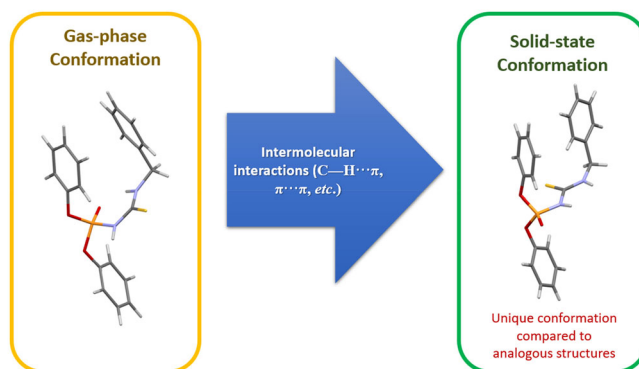 Gas-phase
Conformation
Intermolecular
interactions (C—H···π,
π···π, etc.)
Solid-state
Conformation
Unique conformation
compared to
analogous structures